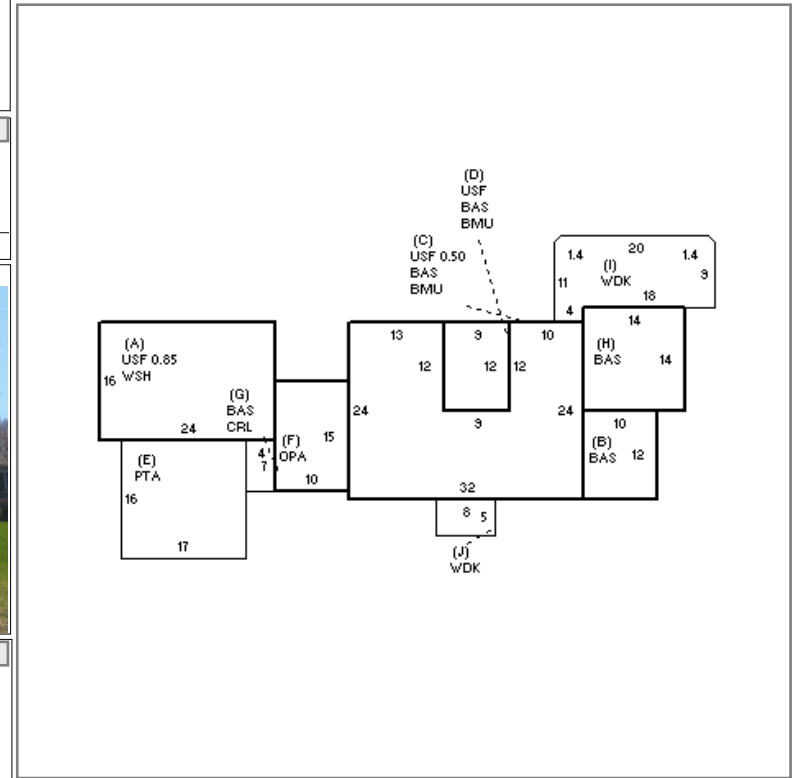 (D)
USF
BAS
BMU
(C)
USF 0.50
BAS
BMU
1.4 20 1.4
(I)
WDK
11 9
18
4
(A)
USF 0.85
WSH
16
24
(G)
BAS
CRL
13 9 10
12 12 12
24 24
9
32
14
(H)
BAS
14
(F)
OPA
15
10
4
7
(E)
PTA
16
17
10
(B)
BAS
12
8 5
(J)
WDK